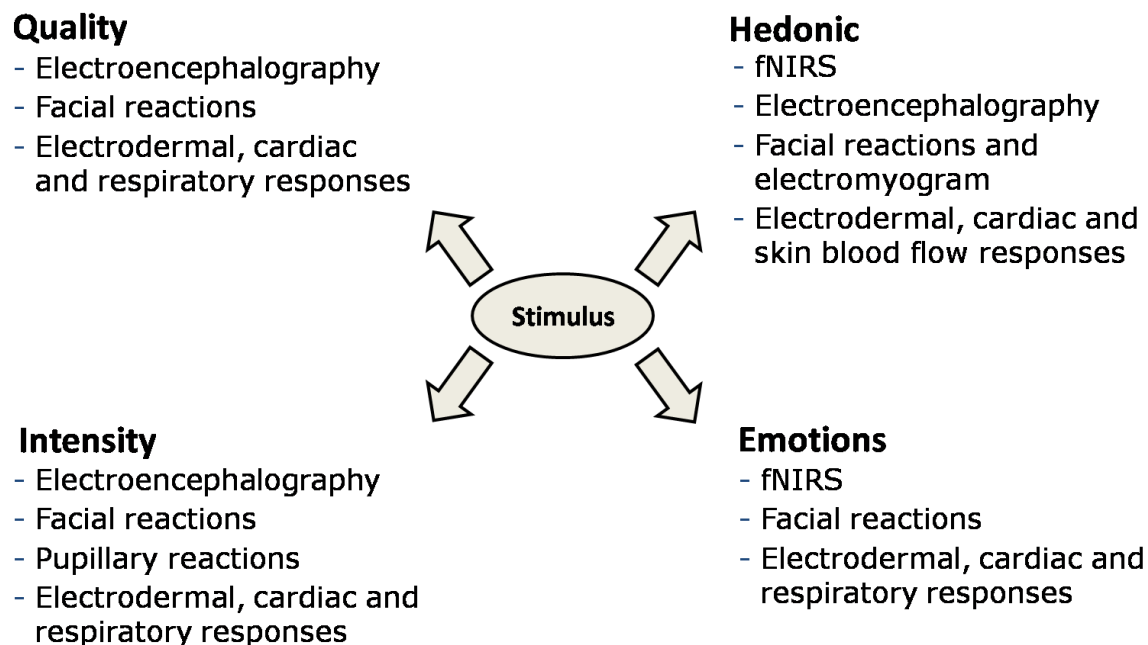 Quality
- Electroencephalography
- Facial reactions
- Electrodermal, cardiac
and respiratory responses
Hedonic
- fNIRS
- Electroencephalography
- Facial reactions and
electromyogram
- Electrodermal, cardiac and
skin blood flow responses
Stimulus
Intensity
- Electroencephalography
- Facial reactions
- Pupillary reactions
- Electrodermal, cardiac and
respiratory responses
Emotions
- fNIRS
- Facial reactions
- Electrodermal, cardiac and
respiratory responses